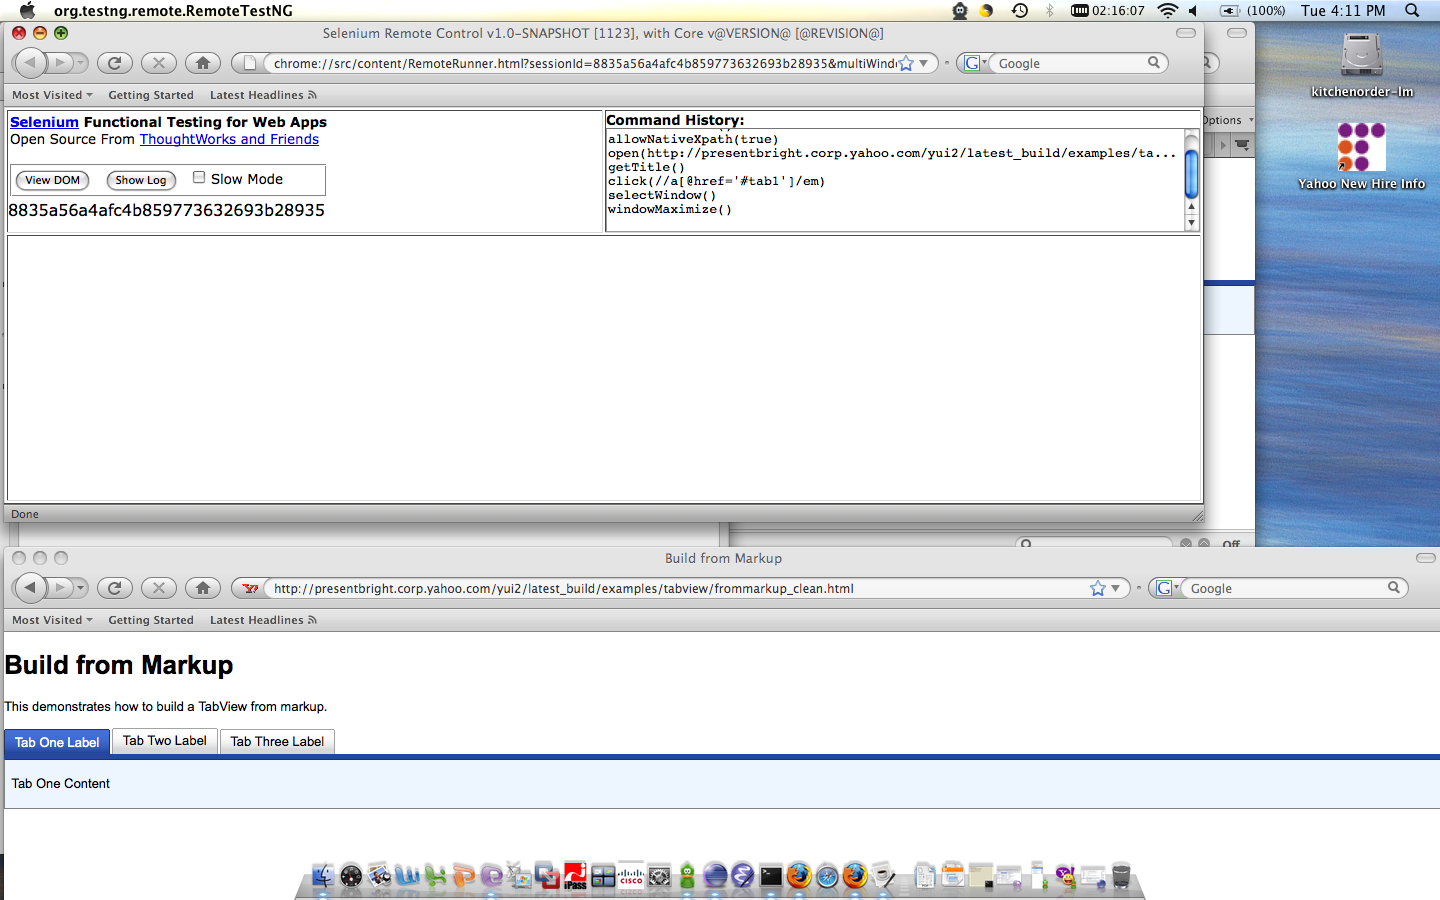 org.testng.remote.RemoteTestNG
02:16:07
(100%)
Tue 4:11 PM
Selenium Remote Control v1.0-SNAPSHOT [1123], with Core v@VERSION@ [@REVISION@]
chrome://src/content/RemoteRunner.html?sessionId=8835a56a4afc4b859773632693b28935&multiWind
Google
Most Visited
Getting Started
Latest Headlines
Selenium Functional Testing for Web Apps
Open Source From ThoughtWorks and Friends
View DOM
Show Log
Slow Mode
8835a56a4afc4b859773632693b28935
Command History:
allowNativeXpath(true)
open(http://presentbright.corp.yahoo.com/yui2/latest_build/examples/ta...
getTitle()
click(//a[@href='#tab1']/em)
selectWindow()
windowMaximize()
Options
kitchenorder-lm
Yahoo New Hire Info
Done
Off
Build from Markup
http://presentbright.corp.yahoo.com/yui2/latest_build/examples/tabview/frommarkup_clean.html
Google
Most Visited
Getting Started
Latest Headlines
Build from Markup
This demonstrates how to build a TabView from markup.
Tab One Label
Tab Two Label
Tab Three Label
Tab One Content
iPass
CISCO